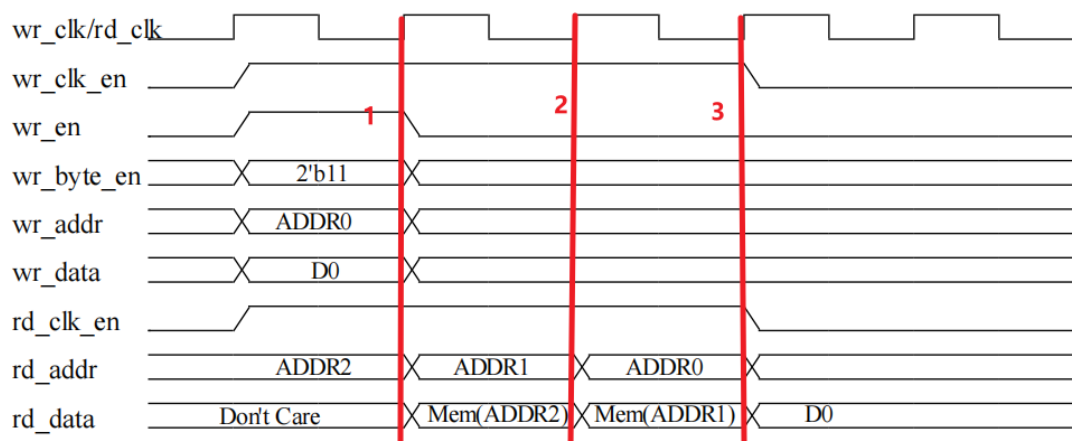 wr_clk/rd_clk
wr_clk_en
1 2 3
wr_en
wr_byte_en 2'b11
wr_addr ADDR0
wr_data D0
rd_clk_en
rd_addr ADDR2 ADDR1 ADDR0
rd_data Don't Care Mem(ADDR2) Mem(ADDR1) D0